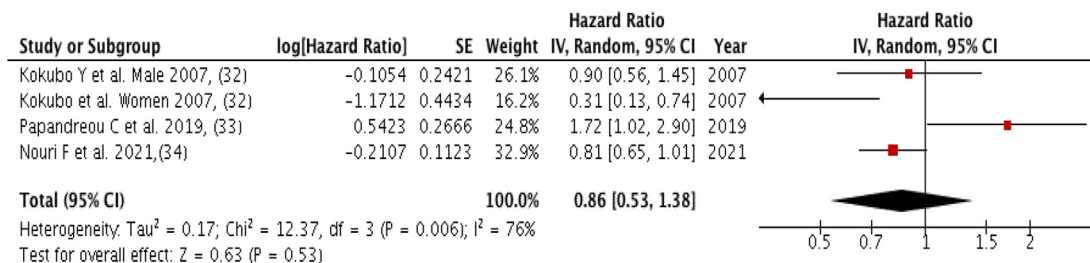 Hazard Ratio Hazard Ratio
Study or Subgroup log[Hazard Ratio] SE Weight IV, Random, 95% CI Year IV, Random, 95% CI
Kokubo Y et al. Male 2007, (32) −0.1054 0.2421 26.1% 0.90 [0.56, 1.45] 2007
Kokubo et al. Women 2007, (32) −1.1712 0.4434 16.2% 0.31 [0.13, 0.74] 2007
Papandreou C et al. 2019, (33) 0.5423 0.2666 24.8% 1.72 [1.02, 2.90] 2019
Nouri F et al. 2021,(34) −0.2107 0.1123 32.9% 0.81 [0.65, 1.01] 2021
Total (95% CI) 100.0% 0.86 [0.53, 1.38]
Heterogeneity: Tau² = 0.17; Chi² = 12.37, df = 3 (P = 0.006); I² = 76%
Test for overall effect: Z = 0.63 (P = 0.53)
0.5 0.7 1 1.5 2